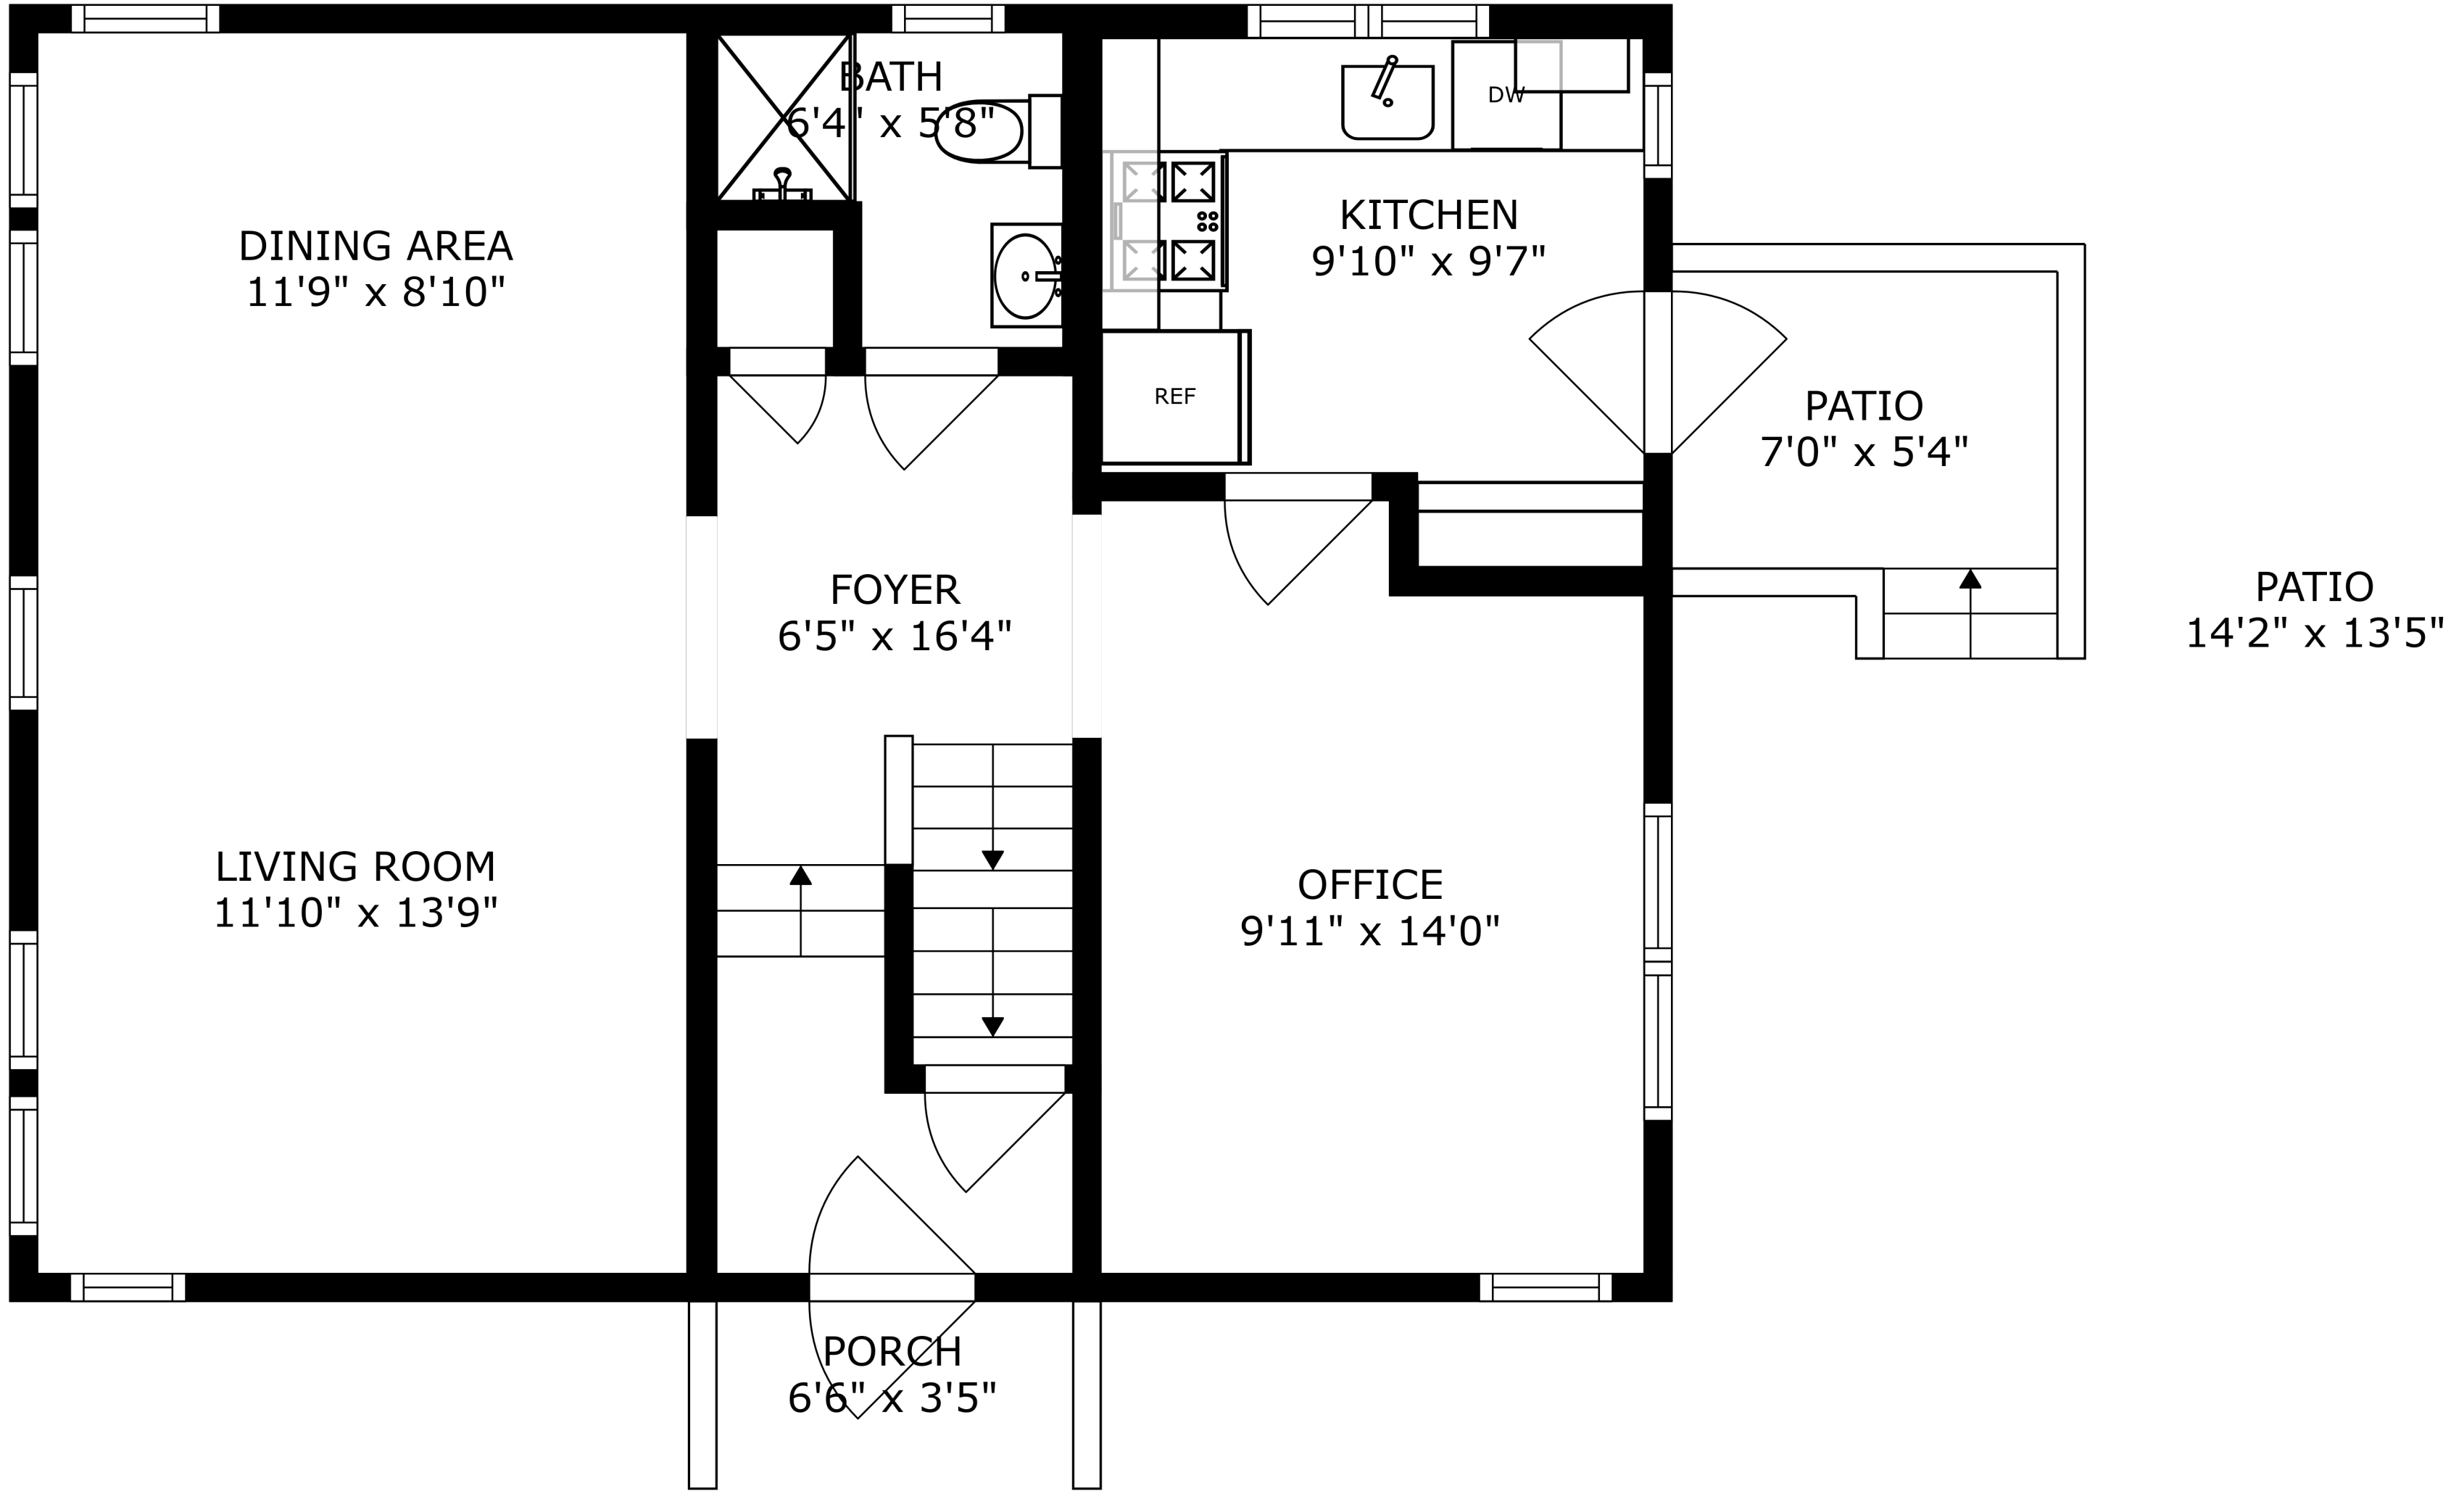 BATH
6'4" x 5'8"
DW
KITCHEN
9'10" x 9'7"
DINING AREA
11'9" x 8'10"
REF
PATIO
7'0" x 5'4"
FOYER
6'5" x 16'4"
PATIO
14'2" x 13'5"
LIVING ROOM
11'10" x 13'9"
OFFICE
9'11" x 14'0"
PORCH
6'6" x 3'5"